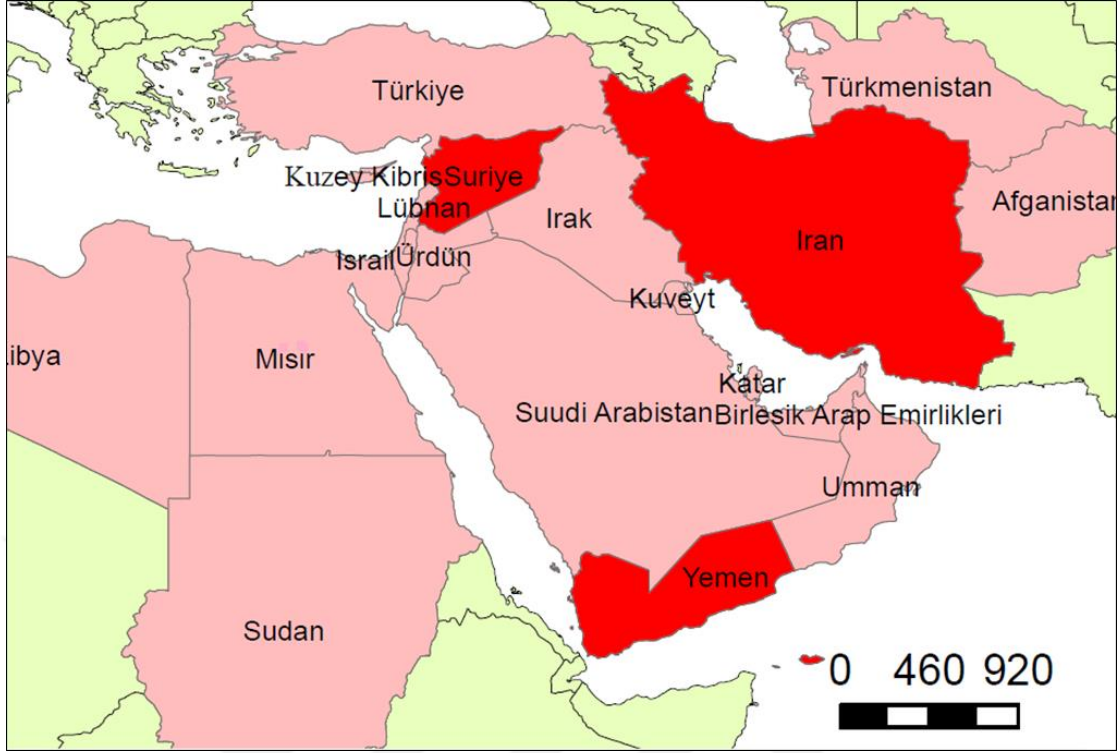 Türkiye
Türkmenistan
Kuzey Kibris
Suriye
Afganistan
Lübnan
Irak
Iran
Israil
Ürdün
Kuveyt
Libya
Mısır
Katar
Suudi Arabistan
Birlesik Arap Emirlikleri
Umman
Yemen
Sudan
0 460 920